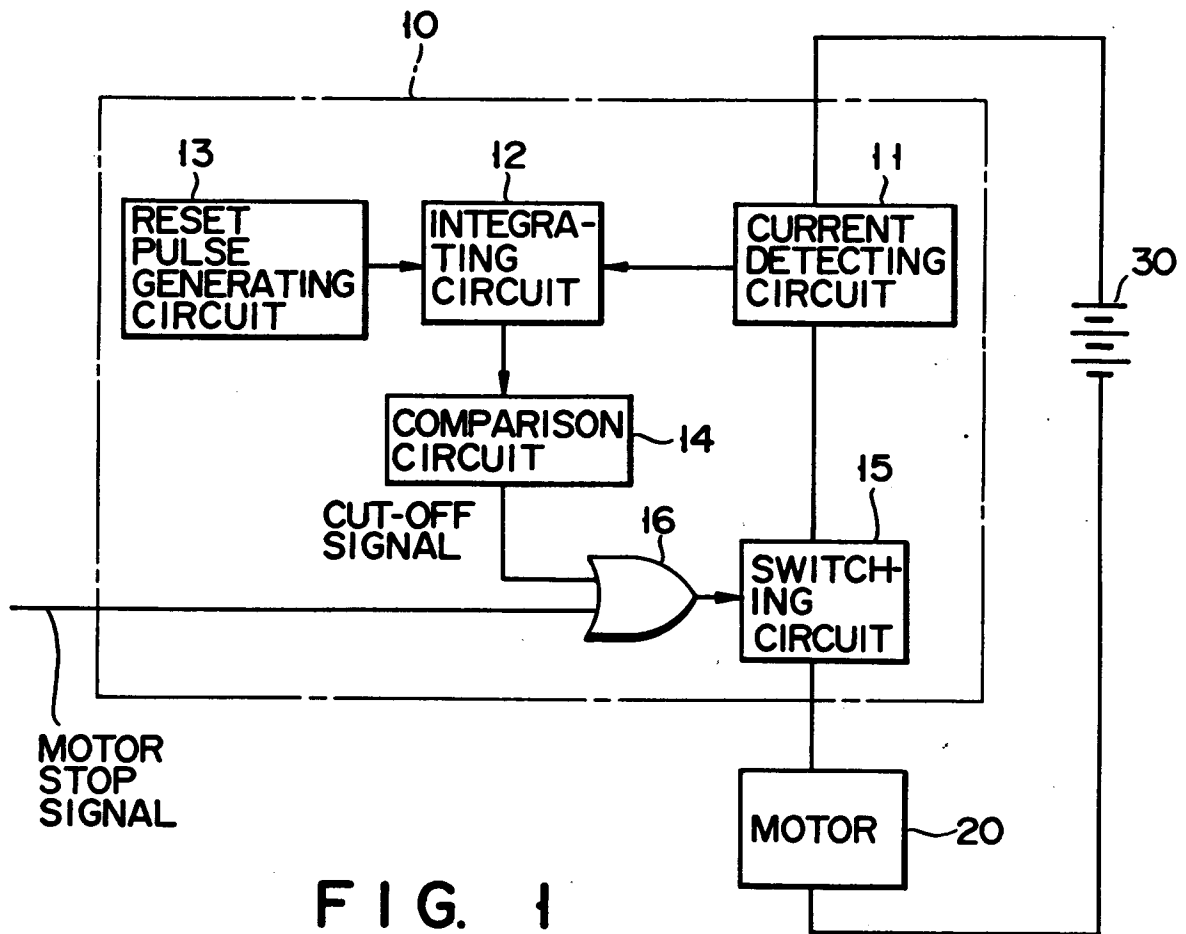 10
13
RESET
PULSE
GENERATING
CIRCUIT
12
INTEGRA-
TING
CIRCUIT
11
CURRENT
DETECTING
CIRCUIT
30
COMPARISON
CIRCUIT
14
CUT-OFF
SIGNAL
16
15
SWITCH-
ING
CIRCUIT
MOTOR
STOP
SIGNAL
MOTOR
20
FIG. 1